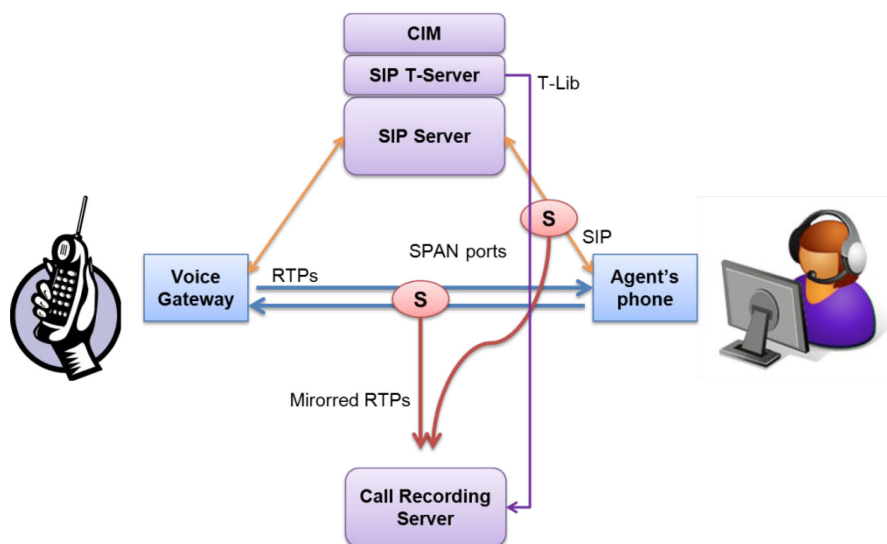 CIM
SIP T-Server
T-Lib
SIP Server
S
SPAN ports
SIP
Voice
Gateway
RTPs
Agent's
phone
S
Mirorred RTPs
Call Recording
Server